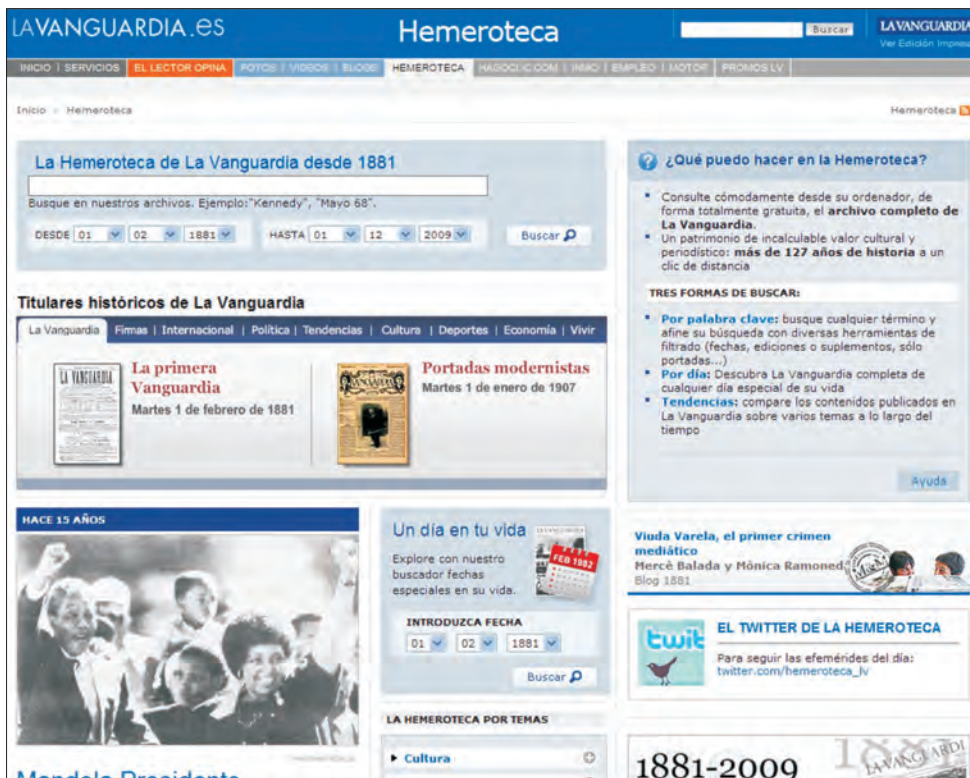 LAVANGUARDIA.es
Hemeroteca
Buscar
LAVANGUARDIA
Ver Edición Impresa
INICIO | SERVICIOS | EL LECTOR OPINA | FOTOS | VIDEOS | BLOGS | HEMEROTECA | HAGOCLIC.COM | INMO | EMPLEO | MOTOR | PROMOS LV
Inicio » Hemeroteca
Hemeroteca
La Hemeroteca de La Vanguardia desde 1881
Busque en nuestros archivos. Ejemplo:"Kennedy", "Mayo 68".
DESDE 01 02 1881 HASTA 01 12 2009 Buscar
Titulares históricos de La Vanguardia
La Vanguardia Firmas | Internacional | Política | Tendencias | Cultura | Deportes | Economía | Vivir
LA VANGUARDIA
La primera
Vanguardia
Martes 1 de febrero de 1881
Portadas modernistas
Martes 1 de enero de 1907
¿Qué puedo hacer en la Hemeroteca?
Consulte cómodamente desde su ordenador, de
forma totalmente gratuita, el archivo completo de
La Vanguardia.
Un patrimonio de incalculable valor cultural y
periodístico: más de 127 años de historia a un
clic de distancia
TRES FORMAS DE BUSCAR:
Por palabra clave: busque cualquier término y
afine su búsqueda con diversas herramientas de
filtrado (fechas, ediciones o suplementos, sólo
portadas...)
Por día: Descubra La Vanguardia completa de
cualquier día especial de su vida
Tendencias: compare los contenidos publicados en
La Vanguardia sobre varios temas a lo largo del
tiempo
Ayuda
HACE 15 AÑOS
Mandela Presidente
Un día en tu vida
Explore con nuestro
buscador fechas
especiales en su vida.
FEB 1982
INTRODUZCA FECHA
01 02 1881
Buscar
LA HEMEROTECA POR TEMAS
Cultura
Viuda Varela, el primer crimen
mediático
Mercè Balada y Mònica Ramoneda
Blog 1881
twit
EL TWITTER DE LA HEMEROTECA
Para seguir las efemérides del día:
twitter.com/hemeroteca_lv
1881-2009
1881